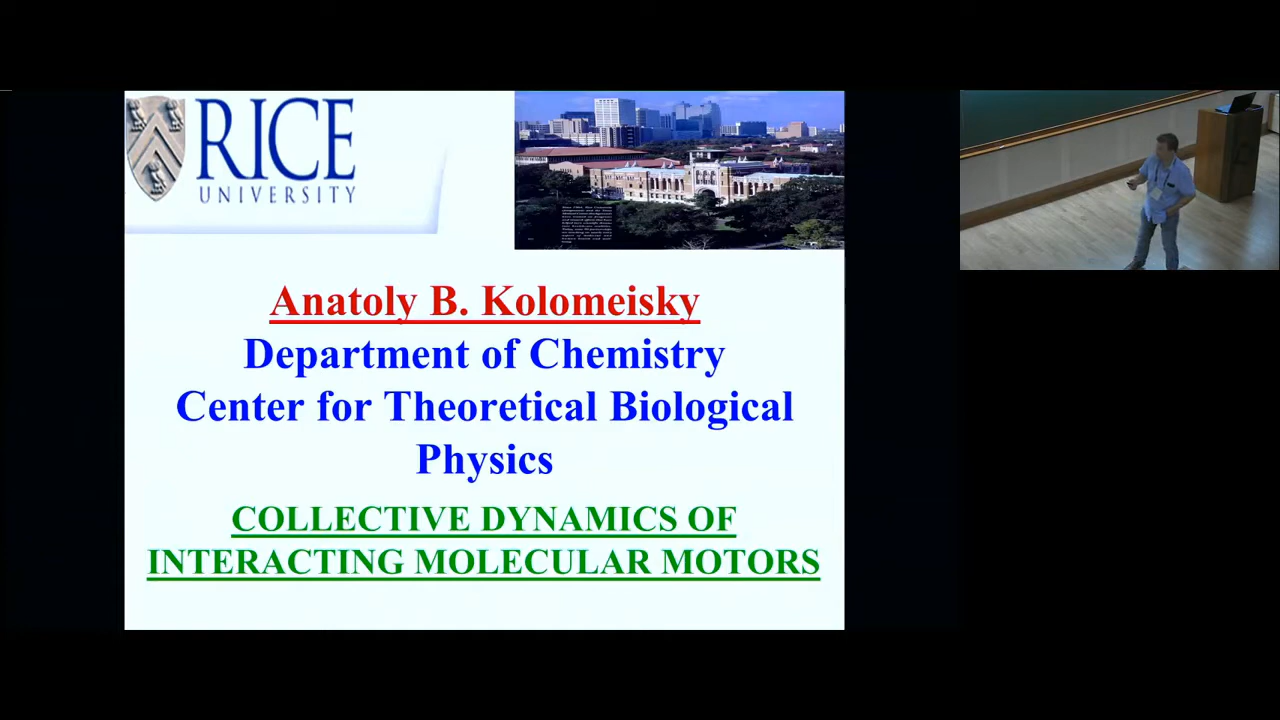 RICE
UNIVERSITY
Anatoly B. Kolomeisky
Department of Chemistry
Center for Theoretical Biological
Physics
COLLECTIVE DYNAMICS OF
INTERACTING MOLECULAR MOTORS